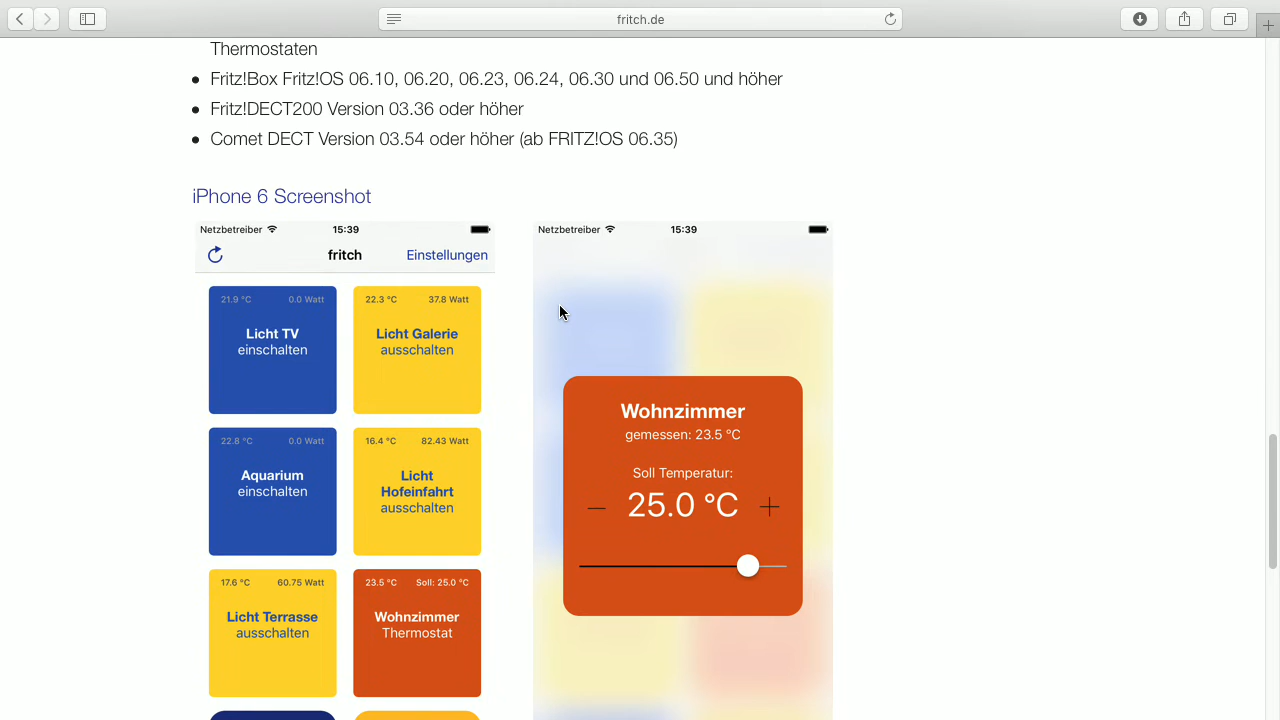 fritch.de
Thermostaten
• Fritz!Box Fritz!OS 06.10, 06.20, 06.23, 06.24, 06.30 und 06.50 und höher
• Fritz!DECT200 Version 03.36 oder höher
• Comet DECT Version 03.54 oder höher (ab FRITZ!OS 06.35)
iPhone 6 Screenshot
Netzbetreiber 15:39
fritch Einstellungen
21.9 °C 0.0 Watt
Licht TV
einschalten
22.3 °C 37.8 Watt
Licht Galerie
ausschalten
22.8 °C 0.0 Watt
Aquarium
einschalten
16.4 °C 82.43 Watt
Licht
Hofeinfahrt
ausschalten
17.6 °C 60.75 Watt
Licht Terrasse
ausschalten
23.5 °C Soll: 25.0 °C
Wohnzimmer
Thermostat
Netzbetreiber 15:39
Wohnzimmer
gemessen: 23.5 °C
Soll Temperatur:
— 25.0 °C +